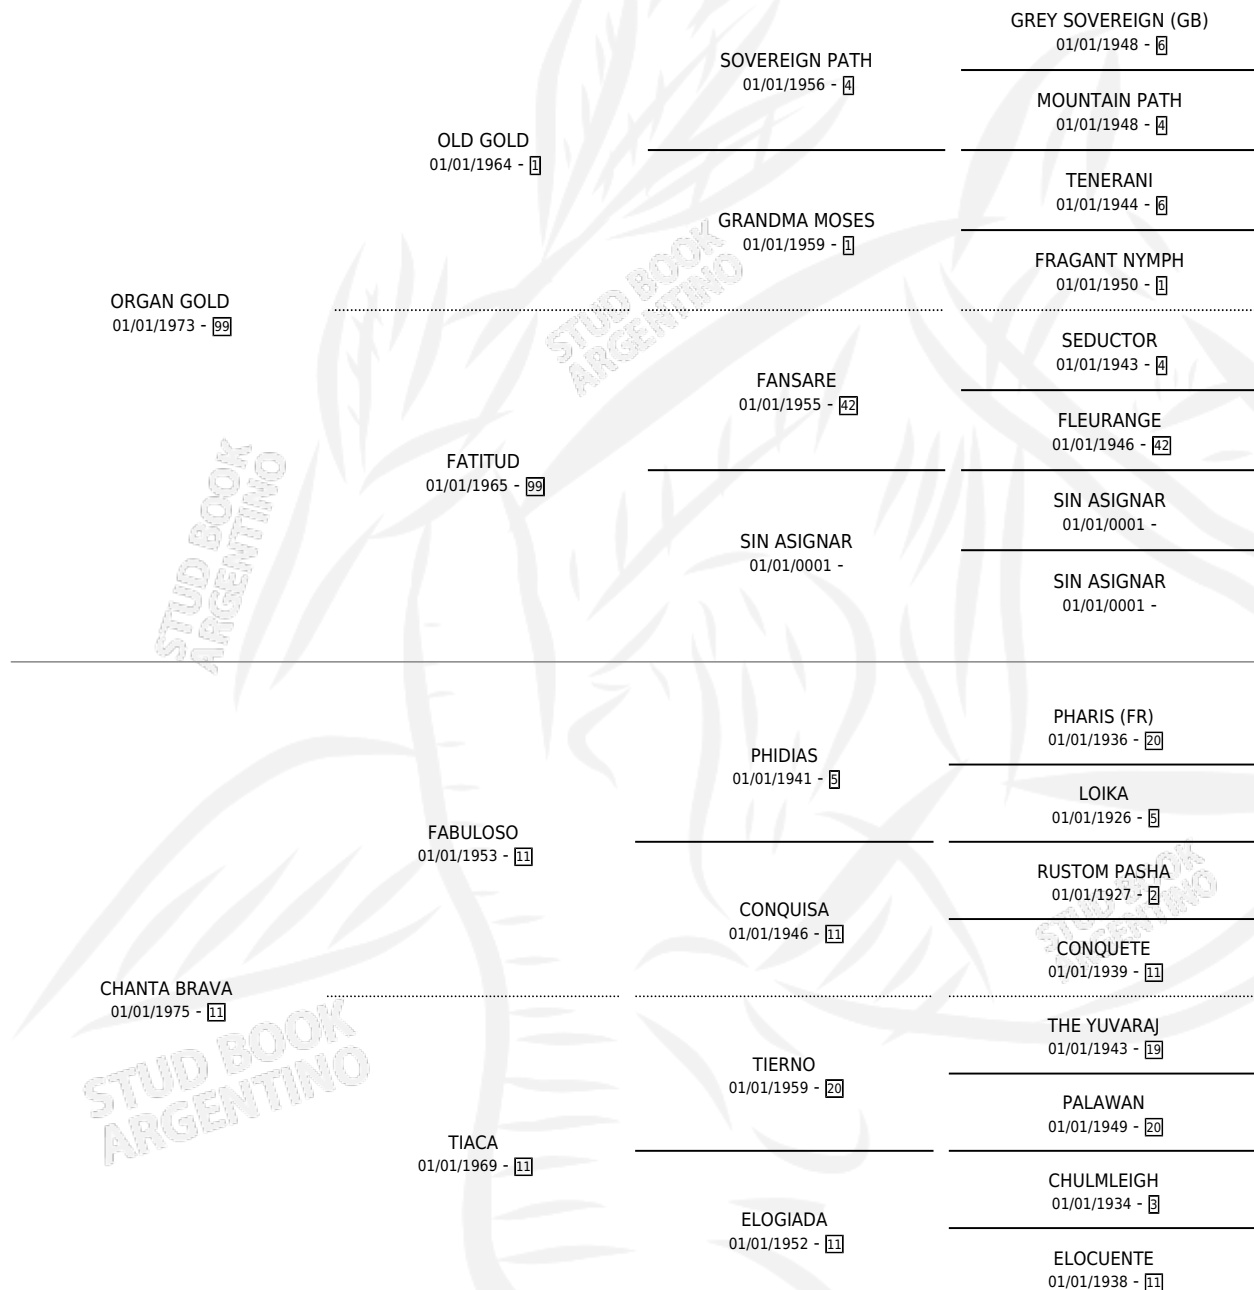 GREY SOVEREIGN (GB)
01/01/1948 - 6
SOVEREIGN PATH
01/01/1956 - 4
MOUNTAIN PATH
01/01/1948 - 4
OLD GOLD
01/01/1964 - 1
TENERANI
01/01/1944 - 6
GRANDMA MOSES
01/01/1959 - 1
FRAGANT NYMPH
01/01/1950 - 1
ORGAN GOLD
01/01/1973 - 99
SEDUCTOR
01/01/1943 - 4
FANSARE
01/01/1955 - 42
FLEURANGE
01/01/1946 - 42
FATITUD
01/01/1965 - 99
SIN ASIGNAR
01/01/0001 -
SIN ASIGNAR
01/01/0001 -
SIN ASIGNAR
01/01/0001 -
PHARIS (FR)
01/01/1936 - 20
PHIDIAS
01/01/1941 - 5
LOIKA
01/01/1926 - 5
FABULOSO
01/01/1953 - 11
RUSTOM PASHA
01/01/1927 - 2
CONQUISA
01/01/1946 - 11
CONQUETE
01/01/1939 - 11
CHANTA BRAVA
01/01/1975 - 11
THE YUVARAJ
01/01/1943 - 19
TIERNO
01/01/1959 - 20
PALAWAN
01/01/1949 - 20
TIACA
01/01/1969 - 11
CHULMLEIGH
01/01/1934 - 3
ELOGIADA
01/01/1952 - 11
ELOCUENTE
01/01/1938 - 11
STUD BOOK
ARGENTINO
STUD BOOK
ARGENTINO
STUD BOOK
ARGENTINO
STUD BOOK
ARGENTINO